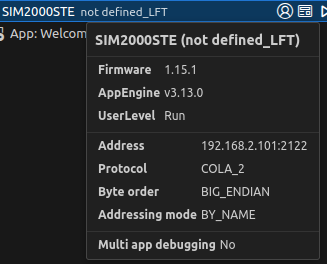 SIM2000STE not defined_LFT
App: Welcom
SIM2000STE (not defined_LFT)
Firmware 1.15.1
AppEngine v3.13.0
UserLevel Run
Address 192.168.2.101:2122
Protocol COLA_2
Byte order BIG_ENDIAN
Addressing mode BY_NAME
Multi app debugging No